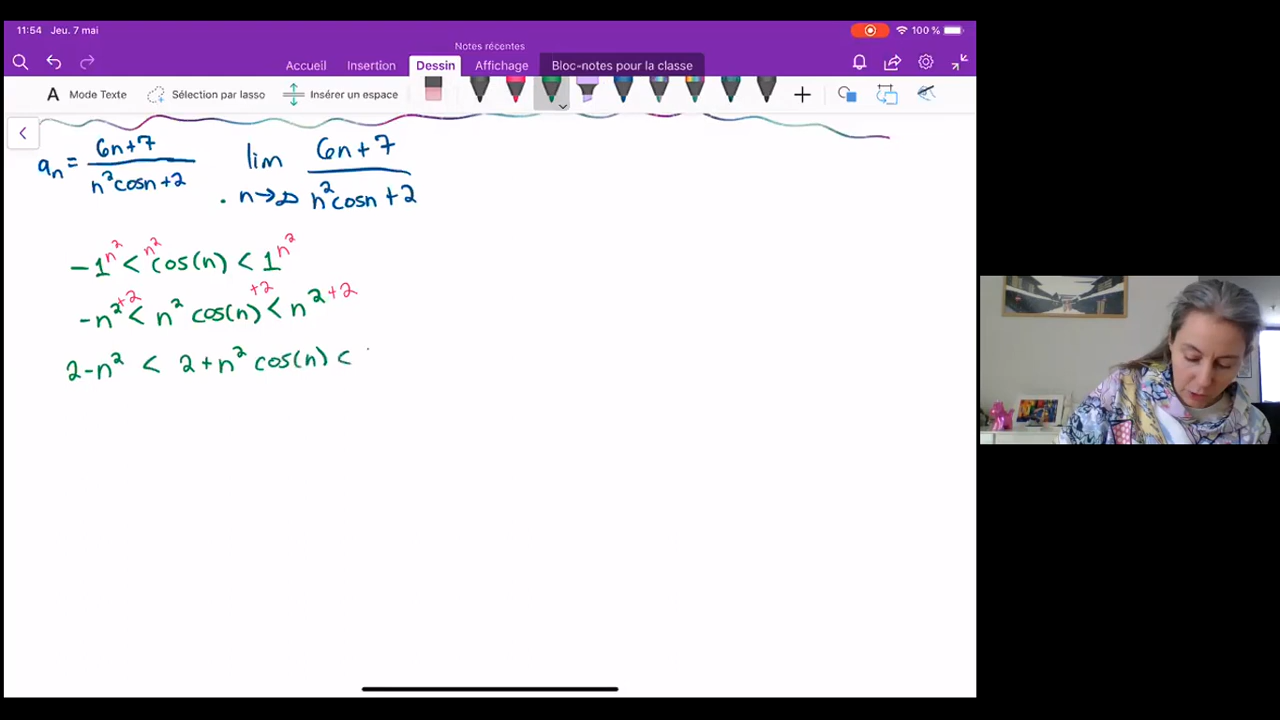 11:54 Jeu. 7 mai 100 %
Notes récentes
Accueil Insertion Dessin Affichage Bloc-notes pour la classe
A Mode Texte Sélection par lasso Insérer un espace
aₙ = (6n+7)/(n²cosn+2) lim n→∞ (6n+7)/(n²cosn+2)
-1 n² < n² cos(n) < 1 n²
-n² +2 < n² cos(n) +2 < n² +2
2-n² < 2+n² cos(n) <